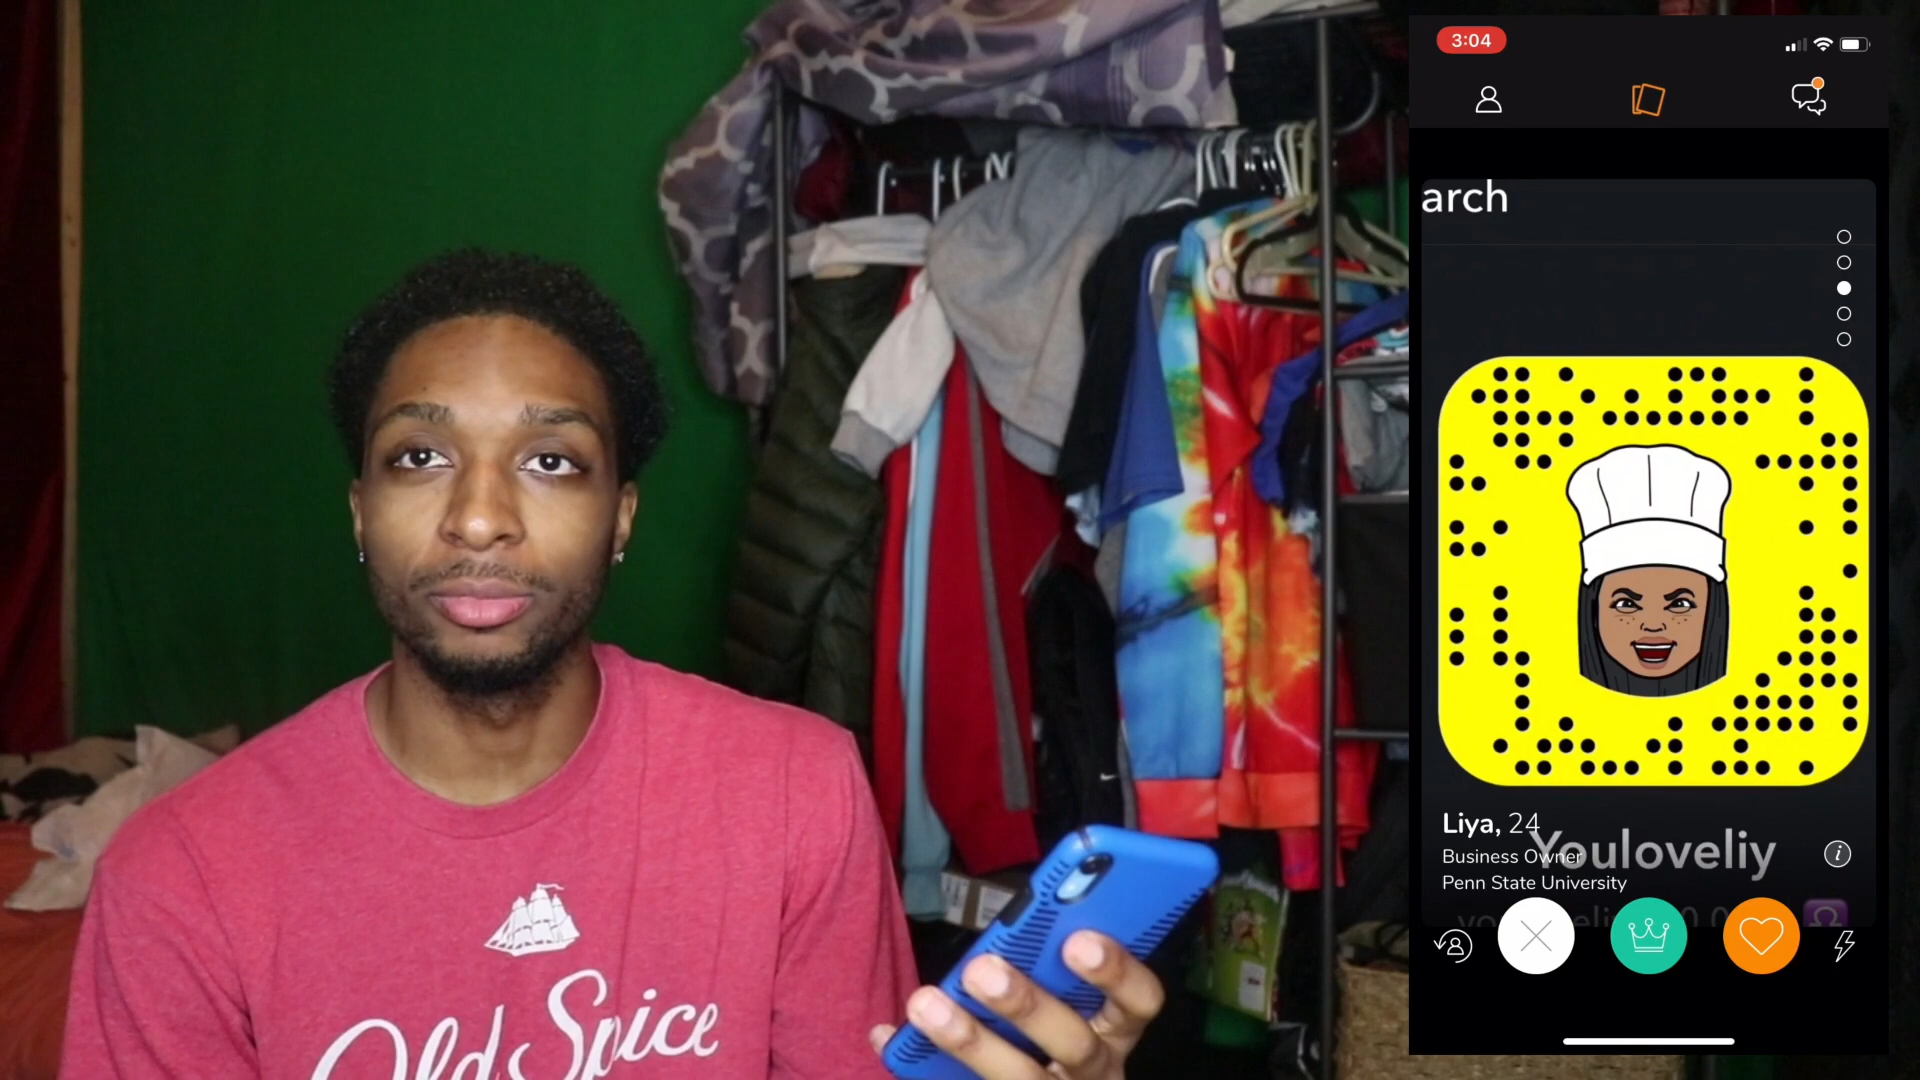 3:04
arch
Liya, 24
Youloveliy
Business Owner
Penn State University
Old Spice